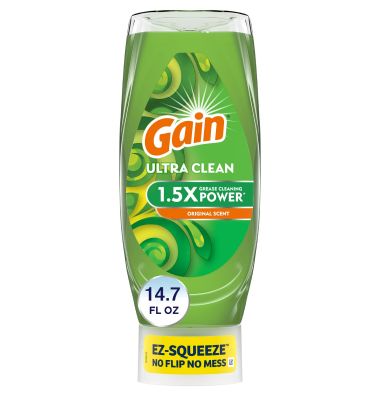 Gain
ULTRA CLEAN
1.5X GREASE CLEANING POWER*
ORIGINAL SCENT
14.7
FL OZ
EZ-SQUEEZE™
NO FLIP NO MESS